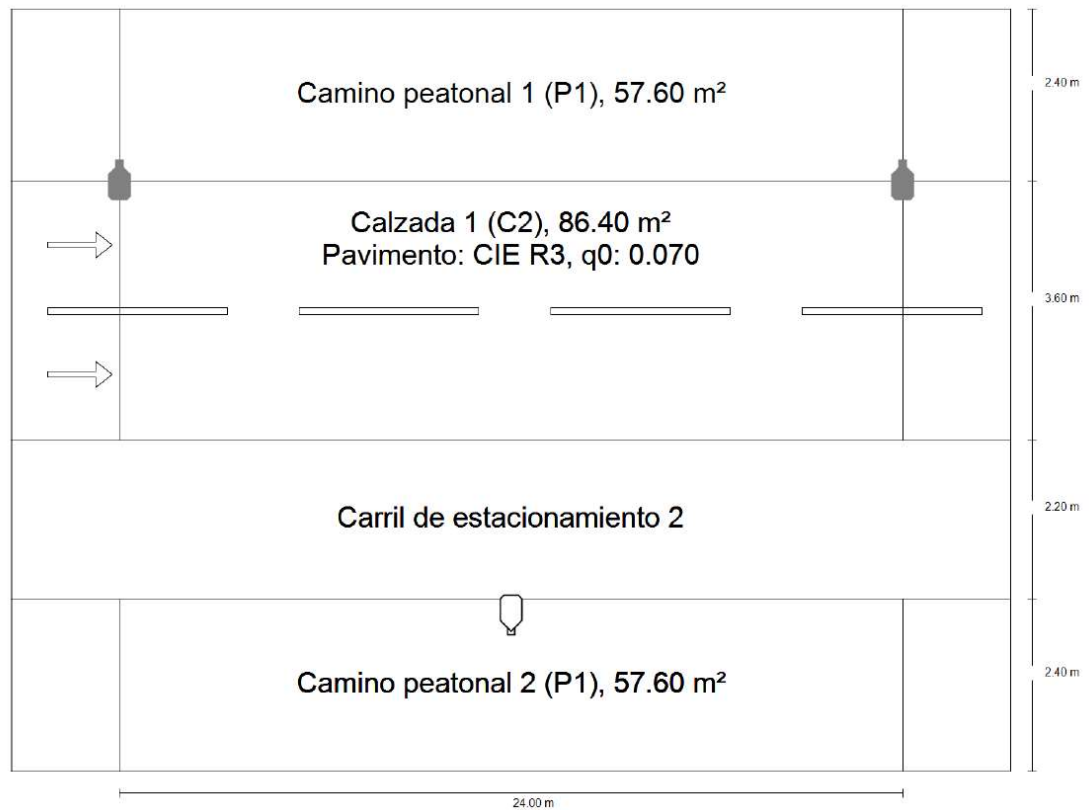 Camino peatonal 1 (P1), 57.60 m²
2.40 m
Calzada 1 (C2), 86.40 m²
Pavimento: CIE R3, q0: 0.070
3.60 m
Carril de estacionamiento 2
2.20 m
Camino peatonal 2 (P1), 57.60 m²
2.40 m
24.00 m